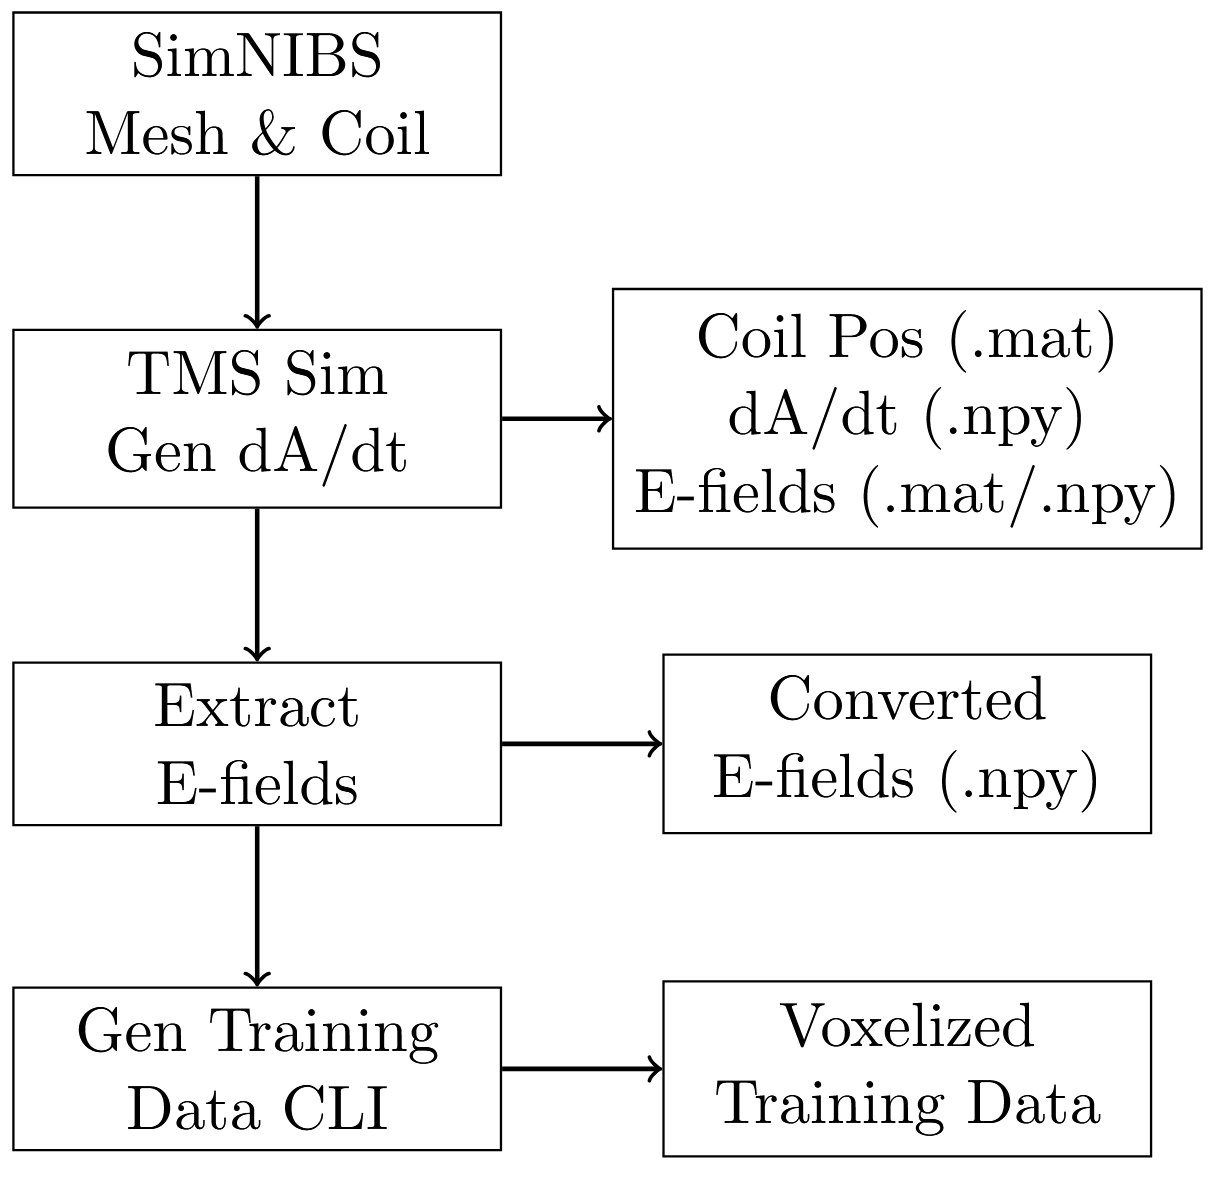 SimNIBS
Mesh & Coil
TMS Sim
Gen dA/dt
Coil Pos (.mat)
dA/dt (.npy)
E-fields (.mat/.npy)
Extract
E-fields
Converted
E-fields (.npy)
Gen Training
Data CLI
Voxelized
Training Data